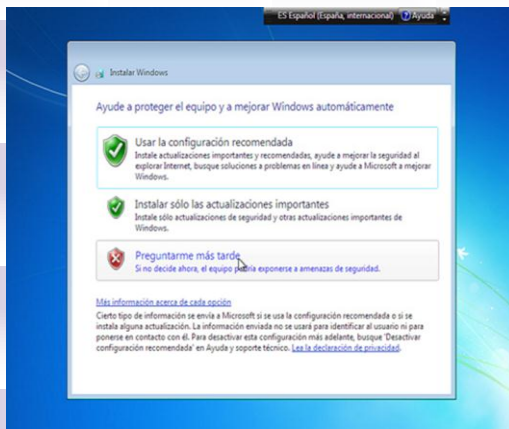 ES Español (España, internacional) Ayuda
Instalar Windows
Ayude a proteger el equipo y a mejorar Windows automáticamente
Usar la configuración recomendada
Instale actualizaciones importantes y recomendadas, ayude a mejorar la seguridad al
explorar Internet, busque soluciones a problemas en línea y ayude a Microsoft a mejorar
Windows.
Instalar sólo las actualizaciones importantes
Instale sólo actualizaciones de seguridad y otras actualizaciones importantes de
Windows.
Preguntarme más tarde
Si no decide ahora, el equipo podría exponerse a amenazas de seguridad.
Más información acerca de cada opción
Cierto tipo de información se envía a Microsoft si se usa la configuración recomendada o si se
instala alguna actualización. La información enviada no se usará para identificar al usuario ni para
ponerse en contacto con él. Para desactivar esta configuración más adelante, busque 'Desactivar
configuración recomendada' en Ayuda y soporte técnico. Lea la declaración de privacidad.